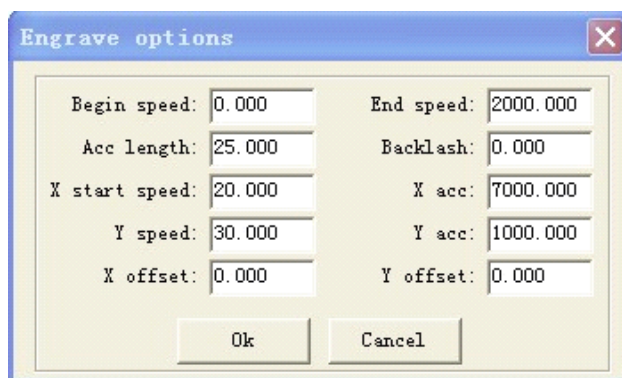 Engrave options
Begin speed: 0.000 End speed: 2000.000
Acc length: 25.000 Backlash: 0.000
X start speed: 20.000 X acc: 7000.000
Y speed: 30.000 Y acc: 1000.000
X offset: 0.000 Y offset: 0.000
Ok Cancel